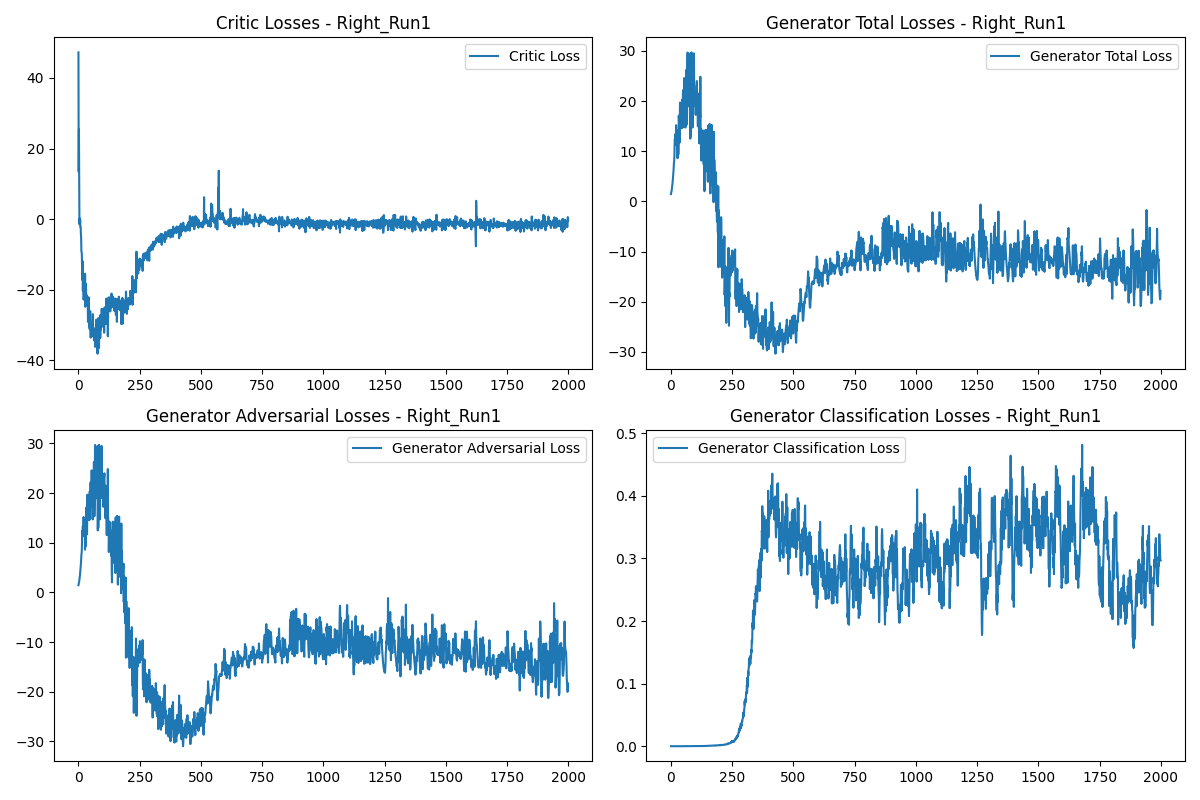 Critic Losses - Right_Run1
Critic Loss
40
20
0
−20
−40
0 250 500 750 1000 1250 1500 1750 2000
Generator Total Losses - Right_Run1
Generator Total Loss
30
20
10
0
−10
−20
−30
0 250 500 750 1000 1250 1500 1750 2000
Generator Adversarial Losses - Right_Run1
Generator Adversarial Loss
30
20
10
0
−10
−20
−30
0 250 500 750 1000 1250 1500 1750 2000
Generator Classification Losses - Right_Run1
Generator Classification Loss
0.5
0.4
0.3
0.2
0.1
0.0
0 250 500 750 1000 1250 1500 1750 2000